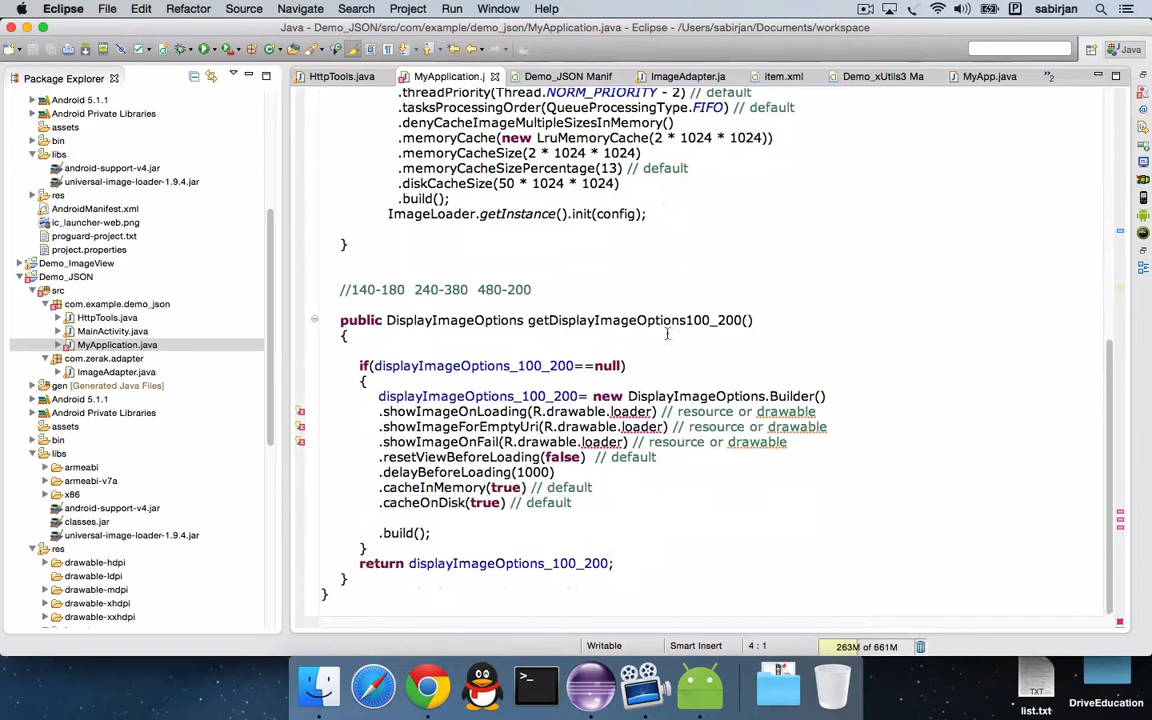 Eclipse File Edit Refactor Source Navigate Search Project Run Window Help sabirjan
Java - Demo_JSON/src/com/example/demo_json/MyApplication.java - Eclipse - /Users/sabirjan/Documents/workspace
Java
Package Explorer
HttpTools.java MyApplication.j Demo_JSON Manif ImageAdapter.ja item.xml Demo_xUtils3 Ma MyApp.java »2
Android 5.1.1
Android Private Libraries
assets
bin
libs
android-support-v4.jar
universal-image-loader-1.9.4.jar
res
AndroidManifest.xml
ic_launcher-web.png
proguard-project.txt
project.properties
Demo_ImageView
Demo_JSON
src
com.example.demo_json
HttpTools.java
MainActivity.java
MyApplication.java
com.zerak.adapter
ImageAdapter.java
gen [Generated Java Files]
Android 5.1.1
Android Private Libraries
assets
bin
libs
armeabi
armeabi-v7a
x86
android-support-v4.jar
classes.jar
universal-image-loader-1.9.4.jar
res
drawable-hdpi
drawable-ldpi
drawable-mdpi
drawable-xhdpi
drawable-xxhdpi
.threadPriority(Thread.NORM_PRIORITY - 2) // default
.tasksProcessingOrder(QueueProcessingType.FIFO) // default
.denyCacheImageMultipleSizesInMemory()
.memoryCache(new LruMemoryCache(2 * 1024 * 1024))
.memoryCacheSize(2 * 1024 * 1024)
.memoryCacheSizePercentage(13) // default
.diskCacheSize(50 * 1024 * 1024)
.build();
ImageLoader.getInstance().init(config);
}
//140-180 240-380 480-200
public DisplayImageOptions getDisplayImageOptions100_200()
{
if(displayImageOptions_100_200==null)
{
displayImageOptions_100_200= new DisplayImageOptions.Builder()
.showImageOnLoading(R.drawable.loader) // resource or drawable
.showImageForEmptyUri(R.drawable.loader) // resource or drawable
.showImageOnFail(R.drawable.loader) // resource or drawable
.resetViewBeforeLoading(false) // default
.delayBeforeLoading(1000)
.cacheInMemory(true) // default
.cacheOnDisk(true) // default
.build();
}
return displayImageOptions_100_200;
}
}
Writable Smart Insert 4 : 1 263M of 661M
TXT
list.txt
DriveEducation